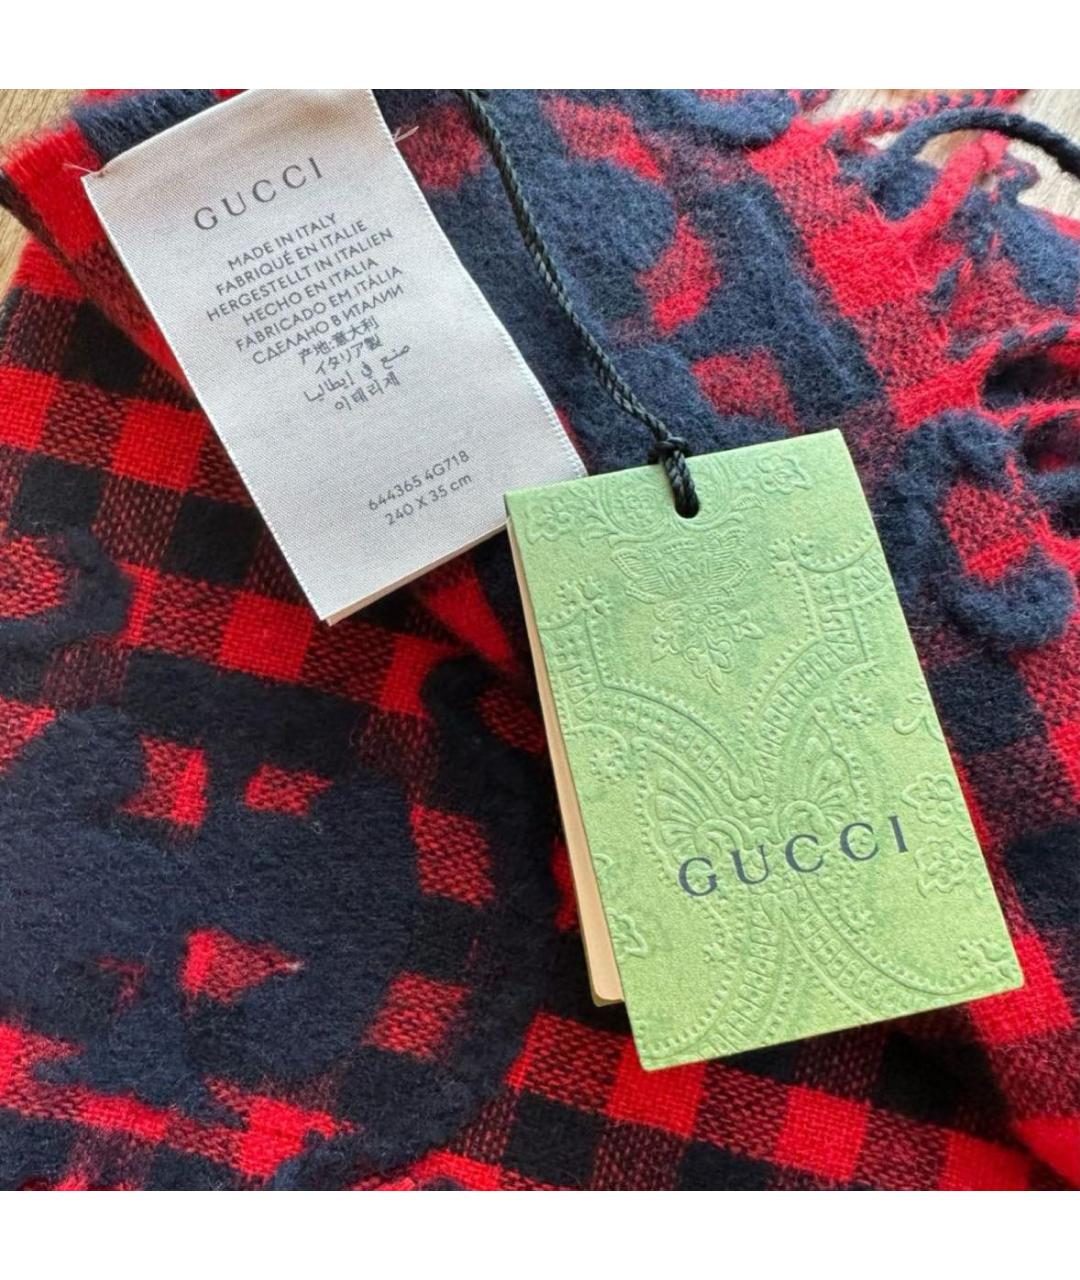 GUCCI
MADE IN ITALY
FABRIQUÉ EN ITALIE
HERGESTELLT IN ITALIEN
HECHO EN ITALIA
FABRICADO EM ITÁLIA
СДЕЛАНО В ИТАЛИИ
产地:意大利
イタリア製
صنع في إيطاليا
이태리제
644365 4G718
240 X 35 cm
GUCCI